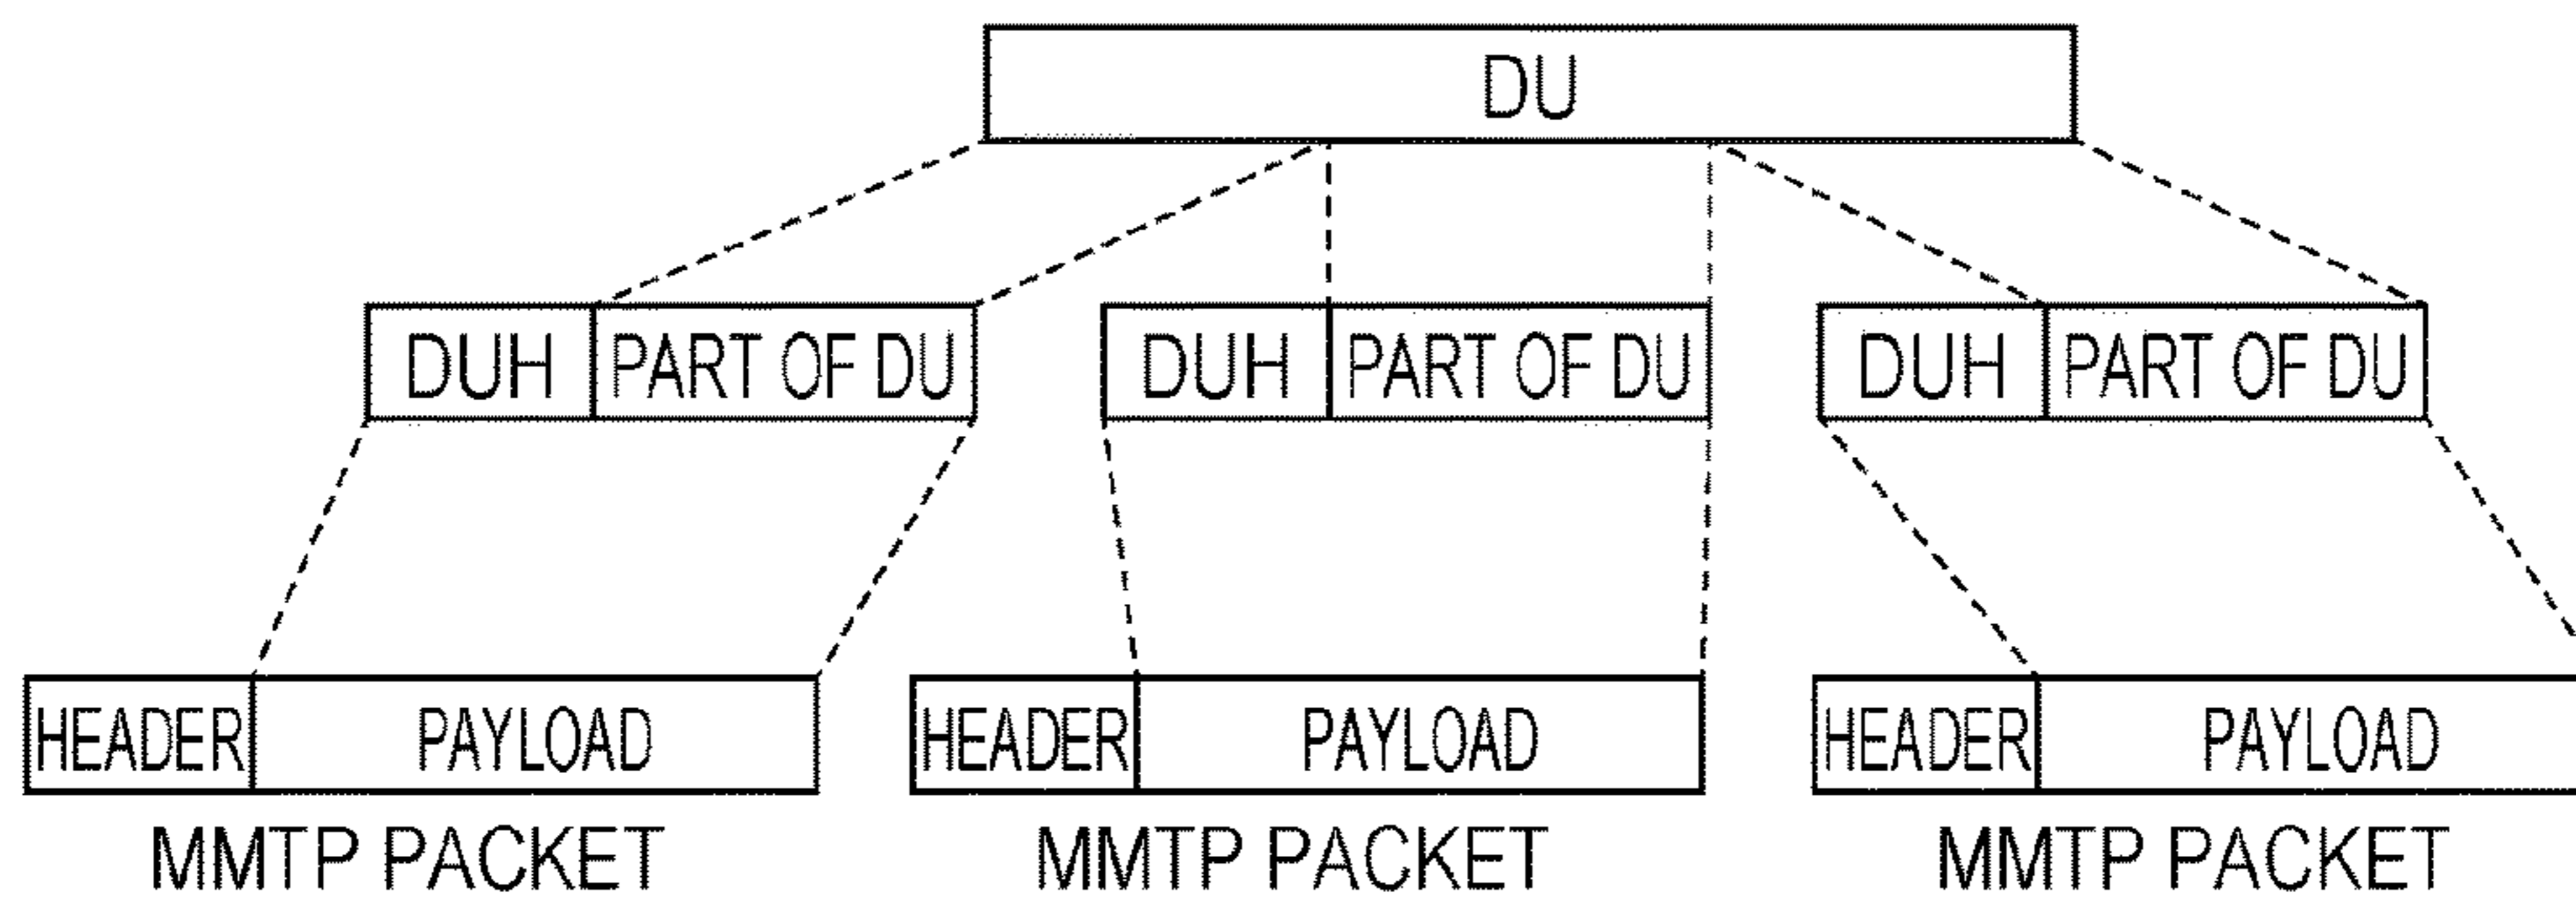 DU
DUH PART OF DU DUH PART OF DU DUH PART OF DU
HEADER PAYLOAD HEADER PAYLOAD HEADER PAYLOAD
MMTP PACKET MMTP PACKET MMTP PACKET